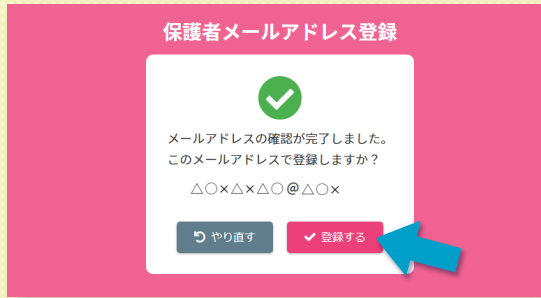 保護者メールアドレス登録
メールアドレスの確認が完了しました。
このメールアドレスで登録しますか？
△○×△×△○@△○×
やり直す
登録する